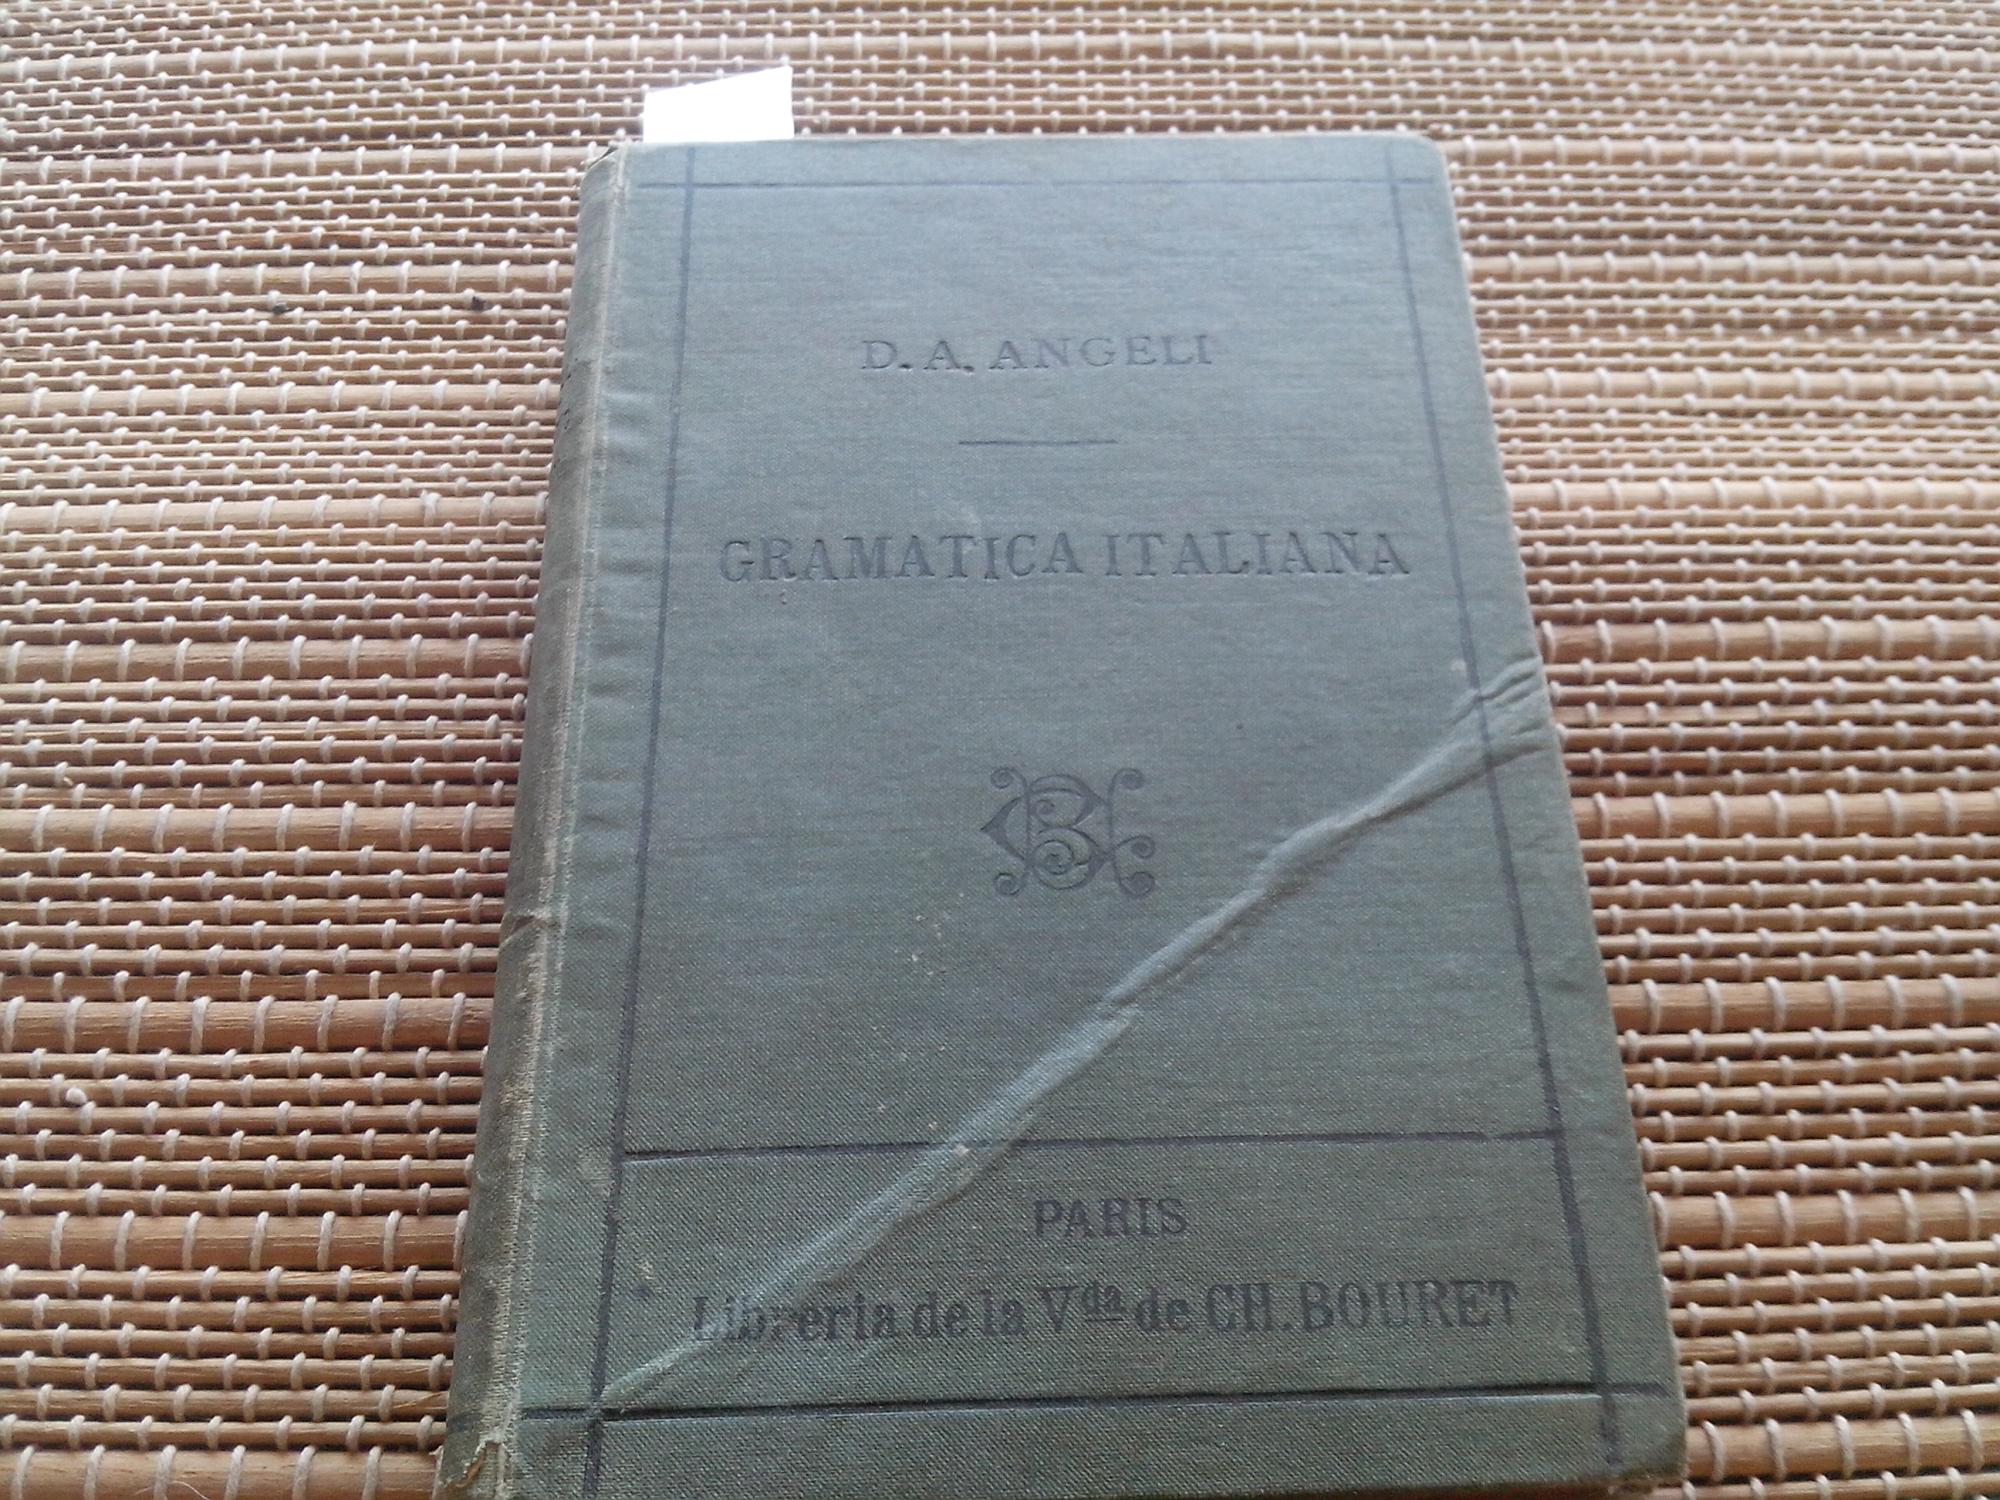 D. A. ANGELI
GRAMATICA ITALIANA
PARIS
Libreria de la Vda de CH. BOURET